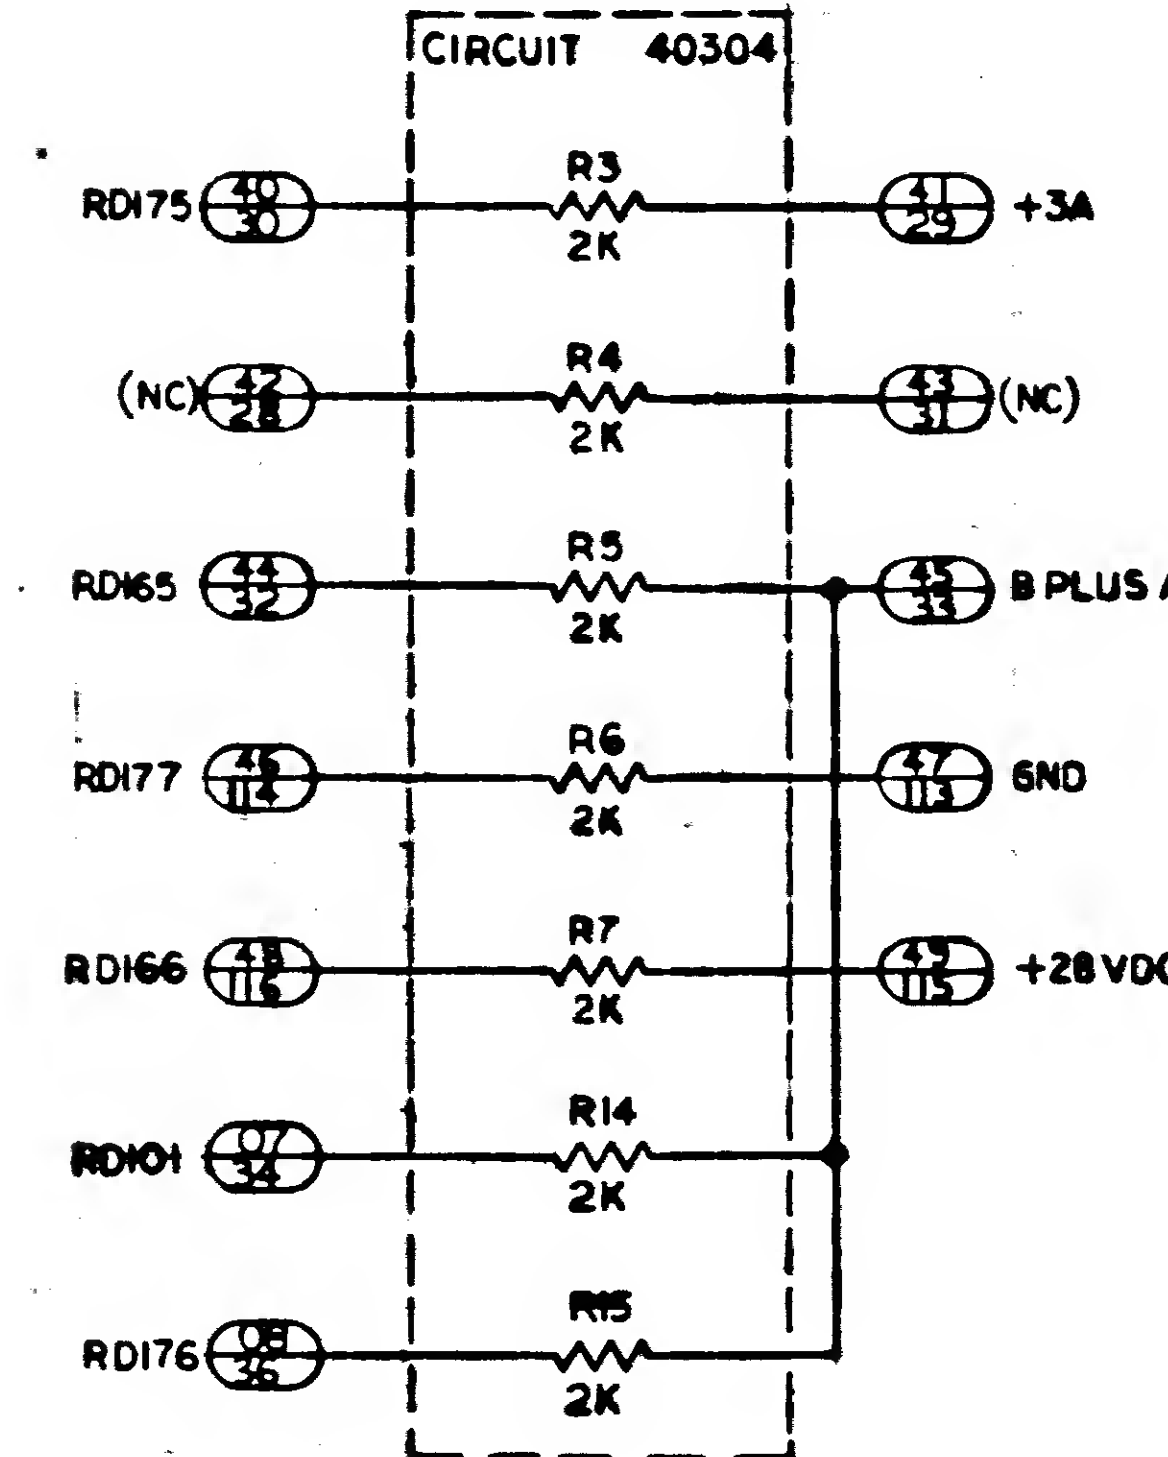 CIRCUIT 40304
R3
RD175 40 41 +3A
30 29
2K
R4
(NC) 42 43 (NC)
28 31
2K
R5
RD165 44 45 B PLUS A
32 33
2K
R6
RD177 46 47 GND
114 113
2K
R7
RD166 48 49 +28 VDC
116 115
2K
R14
RD101 07
34
2K
R15
RD176 08
36
2K